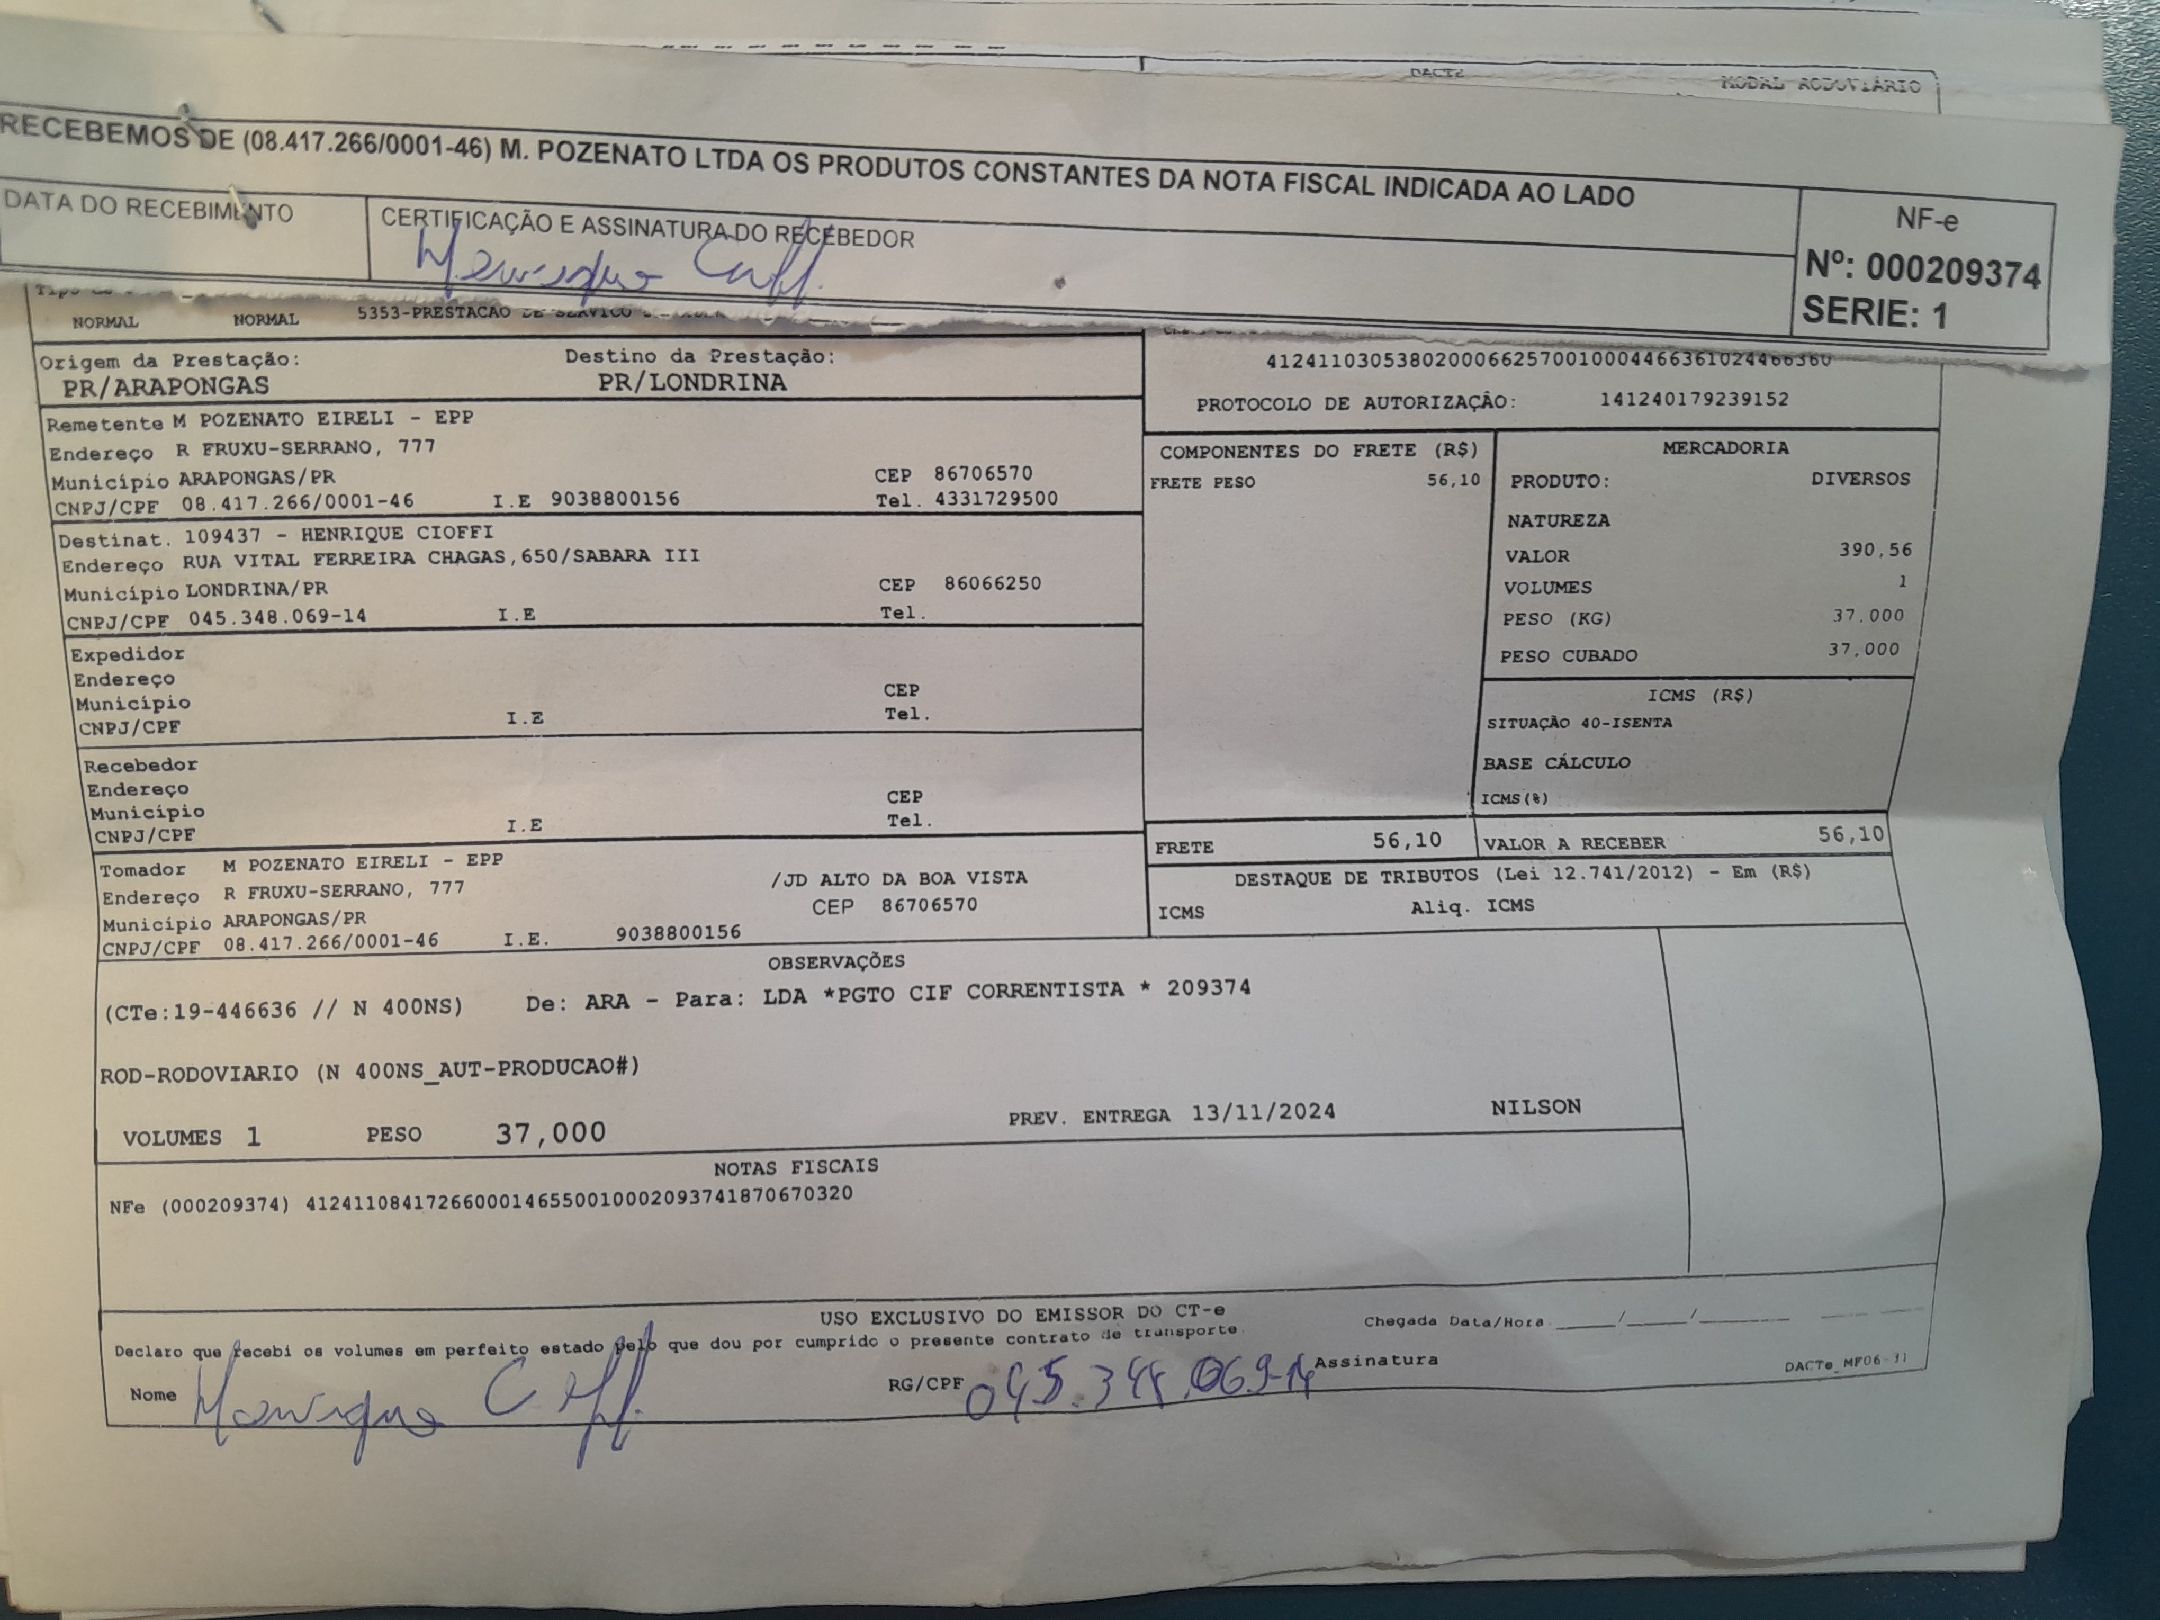 DACTE
MODAL RODOVIÁRIO
RECEBEMOS DE (08.417.266/0001-46) M. POZENATO LTDA OS PRODUTOS CONSTANTES DA NOTA FISCAL INDICADA AO LADO
DATA DO RECEBIMENTO
CERTIFICAÇÃO E ASSINATURA DO RECEBEDOR
NF-e
Nº: 000209374
SERIE: 1
NORMAL NORMAL 5353-PRESTACAO DE SERVICO
Origem da Prestação: Destino da Prestação:
PR/ARAPONGAS PR/LONDRINA
41241103053802000662570010004466361024466360
PROTOCOLO DE AUTORIZAÇÃO: 141240179239152
Remetente M POZENATO EIRELI - EPP
Endereço R FRUXU-SERRANO, 777
Município ARAPONGAS/PR CEP 86706570
CNPJ/CPF 08.417.266/0001-46 I.E 9038800156 Tel. 4331729500
Destinat. 109437 - HENRIQUE CIOFFI
Endereço RUA VITAL FERREIRA CHAGAS,650/SABARA III
Município LONDRINA/PR CEP 86066250
CNPJ/CPF 045.348.069-14 I.E Tel.
Expedidor
Endereço
Município CEP
CNPJ/CPF I.E Tel.
Recebedor
Endereço
Município CEP
CNPJ/CPF I.E Tel.
Tomador M POZENATO EIRELI - EPP
Endereço R FRUXU-SERRANO, 777 /JD ALTO DA BOA VISTA
Município ARAPONGAS/PR CEP 86706570
CNPJ/CPF 08.417.266/0001-46 I.E. 9038800156
COMPONENTES DO FRETE (R$)
FRETE PESO 56,10
MERCADORIA
PRODUTO: DIVERSOS
NATUREZA
VALOR 390,56
VOLUMES 1
PESO (KG) 37,000
PESO CUBADO 37,000
ICMS (R$)
SITUAÇÃO 40-ISENTA
BASE CÁLCULO
ICMS(%)
FRETE 56,10 VALOR A RECEBER 56,10
DESTAQUE DE TRIBUTOS (Lei 12.741/2012) - Em (R$)
ICMS Aliq. ICMS
OBSERVAÇÕES
(CTe:19-446636 // N 400NS) De: ARA - Para: LDA *PGTO CIF CORRENTISTA * 209374
ROD-RODOVIARIO (N 400NS_AUT-PRODUCAO#)
VOLUMES 1 PESO 37,000 PREV. ENTREGA 13/11/2024 NILSON
NOTAS FISCAIS
NFe (000209374) 41241108417266000146550010002093741870670320
USO EXCLUSIVO DO EMISSOR DO CT-e
Declaro que recebi os volumes em perfeito estado pelo que dou por cumprido o presente contrato de transporte.
Chegada Data/Hora ____/____/______
Nome RG/CPF 045.348.069-14 Assinatura
DACTe_MF06-31